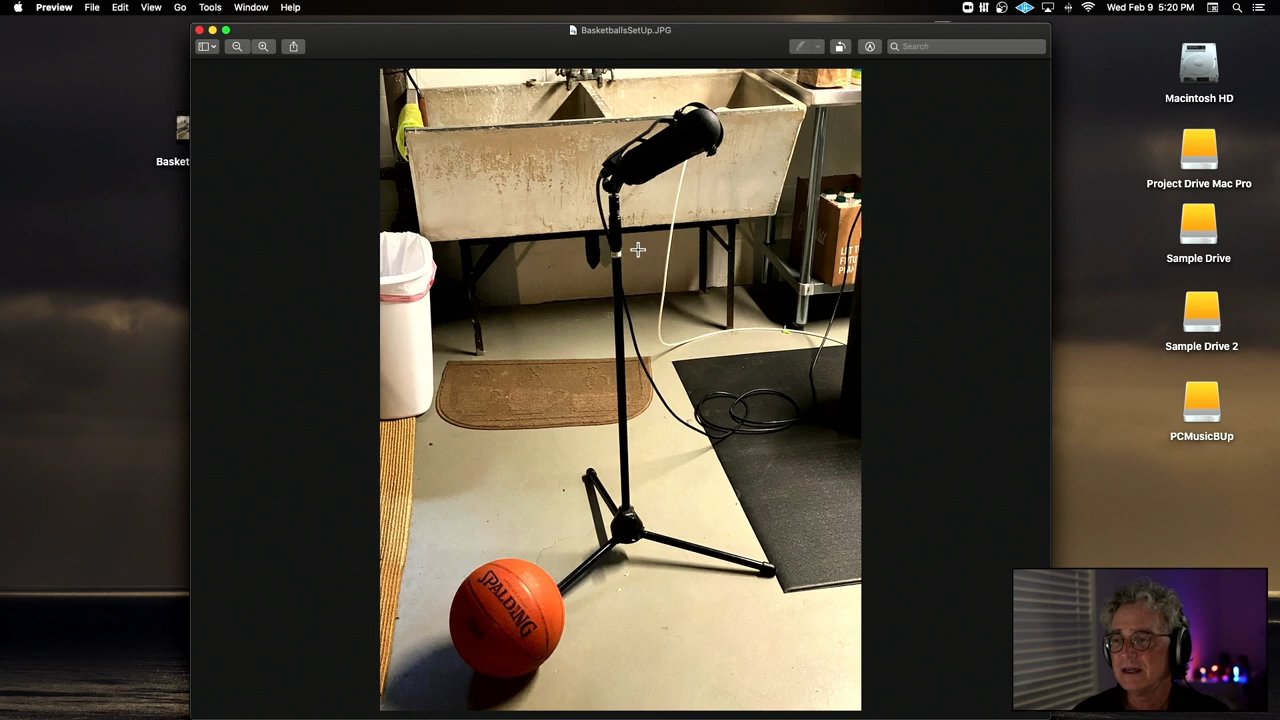 Preview File Edit View Go Tools Window Help
Wed Feb 9 5:20 PM
BasketballsSetUp.JPG
Search
Macintosh HD
Basket
Project Drive Mac Pro
Sample Drive
Sample Drive 2
PCMusicBUp
SPALDING